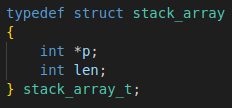 typedef struct stack_array
{
    int *p;
    int len;
} stack_array_t;